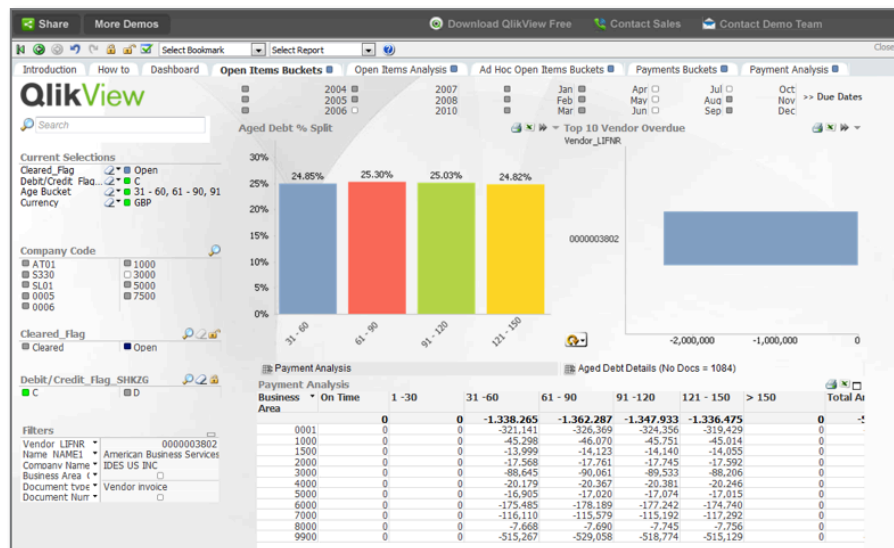 Share More Demos Download QlikView Free Contact Sales Contact Demo Team
Select Bookmark Select Report Close
Introduction How to Dashboard Open Items Buckets Open Items Analysis Ad Hoc Open Items Buckets Payments Buckets Payment Analysis
QlikView
2004 2007 Jan Apr Jul Oct
2005 2008 Feb May Aug Nov >> Due Dates
2006 2010 Mar Jun Sep Dec
Search
Aged Debt % Split
Top 10 Vendor Overdue
Vendor_LIFNR
Current Selections
Cleared_Flag Open
Debit/Credit Flag... C
Age Bucket 31 - 60, 61 - 90, 91
Currency GBP
30%
25%
20%
15%
10%
5%
0%
24.85% 25.30% 25.03% 24.82%
31 - 60 61 - 90 91 - 120 121 - 150
0000003802
-2,000,000 -1,000,000 0
Company Code
AT01 1000
S330 3000
SL01 5000
0005 7500
0006
Cleared_Flag
Cleared Open
Debit/Credit_Flag_SHKZG
C D
Filters
Vendor LIFNR 0000003802
Name NAME1 American Business Services
Company Name IDES US INC
Business Area (
Document type Vendor invoice
Document Num
Payment Analysis Aged Debt Details (No Docs = 1084)
Payment Analysis
Business Area On Time 1 -30 31 -60 61 - 90 91 -120 121 - 150 > 150 Total Ar
0 0 -1.338.265 -1.362.287 -1.347.933 -1.336.475 0
0001 0 0 -321,141 -326,369 -324,356 -319,429 0
1000 0 0 -45.298 -46.070 -45.751 -45.014 0
1500 0 0 -13,999 -14,123 -14,140 -14,055 0
2000 0 0 -17.568 -17.761 -17.745 -17.592 0
3000 0 0 -88,645 -90,061 -89,533 -88,206 0
4000 0 0 -20.179 -20.367 -20.381 -20.246 0
5000 0 0 -16,905 -17,020 -17,074 -17,015 0
6000 0 0 -175.485 -178.189 -177.242 -174.740 0
7000 0 0 -116,110 -115,579 -115,192 -117,292 0
8000 0 0 -7.668 -7.690 -7.745 -7.756 0
9900 0 0 -515,267 -529,058 -518,774 -515,129 0